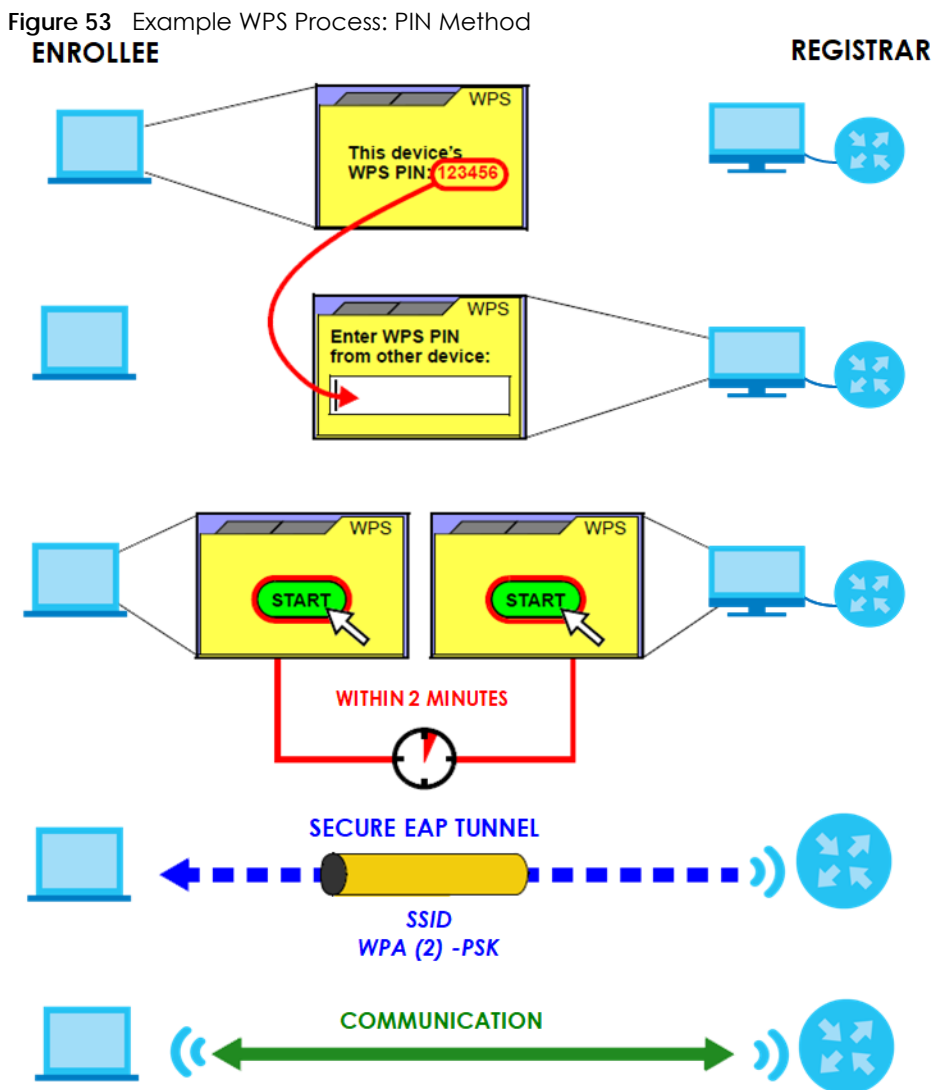 Figure 53 Example WPS Process: PIN Method
ENROLLEE
REGISTRAR
WPS
This device's
WPS PIN: 123456
WPS
Enter WPS PIN
from other device:
WPS
START
WPS
START
WITHIN 2 MINUTES
SECURE EAP TUNNEL
SSID
WPA (2) -PSK
COMMUNICATION